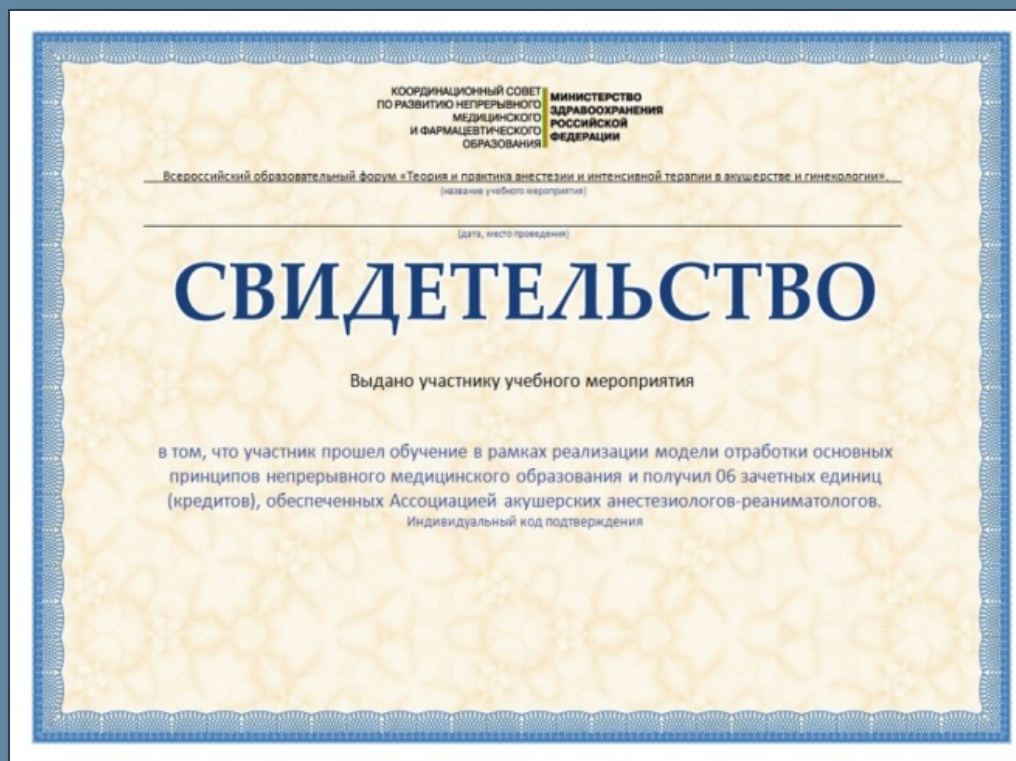 КООРДИНАЦИОННЫЙ СОВЕТ
ПО РАЗВИТИЮ НЕПРЕРЫВНОГО
МЕДИЦИНСКОГО
И ФАРМАЦЕВТИЧЕСКОГО
ОБРАЗОВАНИЯ
МИНИСТЕРСТВО
ЗДРАВООХРАНЕНИЯ
РОССИЙСКОЙ
ФЕДЕРАЦИИ
Всероссийский образовательный форум «Теория и практика анестезии и интенсивной терапии в акушерстве и гинекологии».
(название учебного мероприятия)
(дата, место проведения)
СВИДЕТЕЛЬСТВО
Выдано участнику учебного мероприятия
в том, что участник прошел обучение в рамках реализации модели отработки основных
принципов непрерывного медицинского образования и получил 06 зачетных единиц
(кредитов), обеспеченных Ассоциацией акушерских анестезиологов-реаниматологов.
Индивидуальный код подтверждения